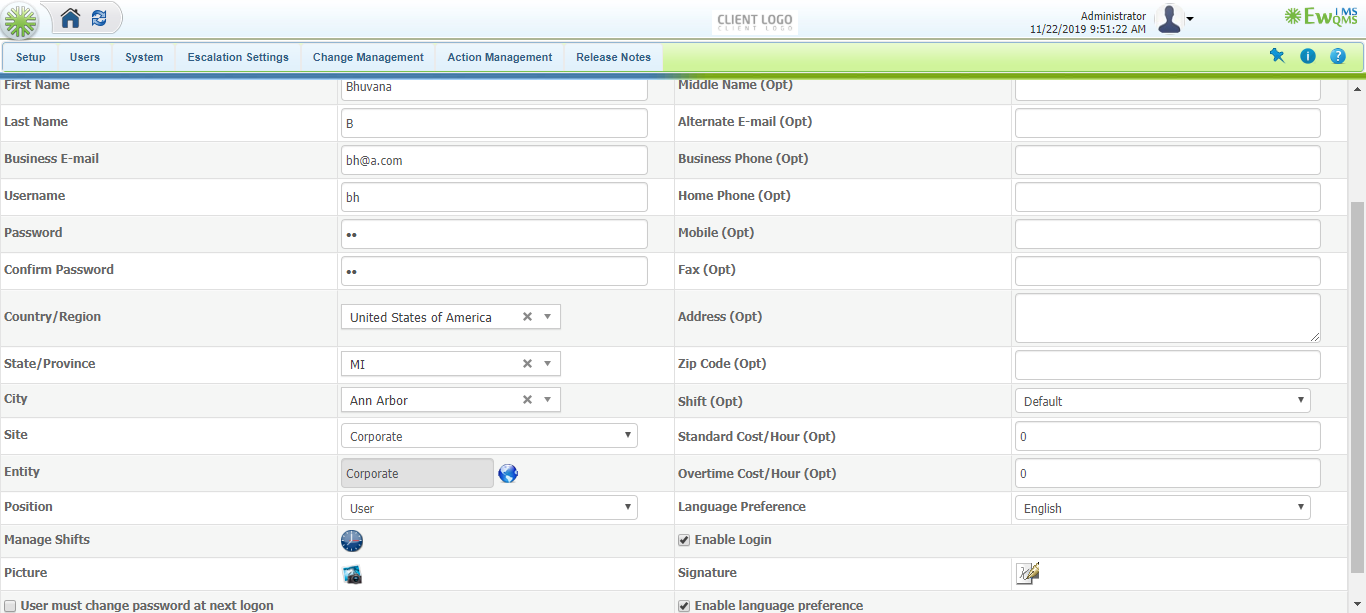 CLIENT LOGO
CLIENT LOGO
Administrator
11/22/2019 9:51:22 AM
EwQMS iMS
Setup Users System Escalation Settings Change Management Action Management Release Notes
First Name Bhuvana Middle Name (Opt)
Last Name B Alternate E-mail (Opt)
Business E-mail bh@a.com Business Phone (Opt)
Username bh Home Phone (Opt)
Password •• Mobile (Opt)
Confirm Password •• Fax (Opt)
Country/Region United States of America Address (Opt)
State/Province MI Zip Code (Opt)
City Ann Arbor Shift (Opt) Default
Site Corporate Standard Cost/Hour (Opt) 0
Entity Corporate Overtime Cost/Hour (Opt) 0
Position User Language Preference English
Manage Shifts Enable Login
Picture Signature
User must change password at next logon Enable language preference